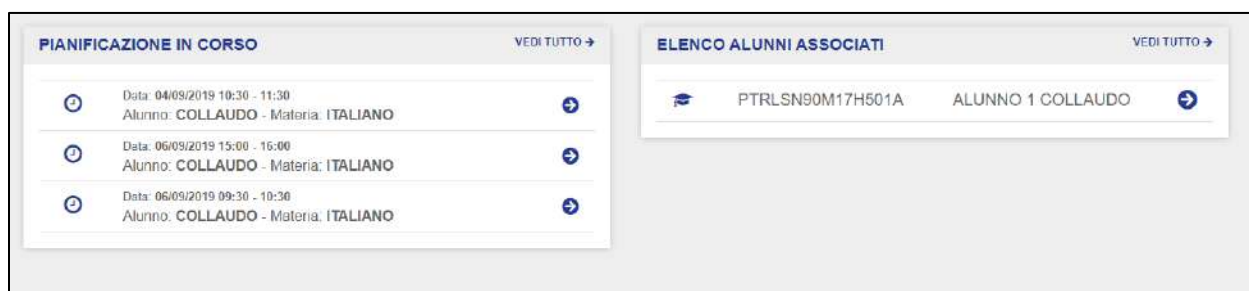 PIANIFICAZIONE IN CORSO
VEDI TUTTO →
Data: 04/09/2019 10:30 - 11:30
Alunno: COLLAUDO - Materia: ITALIANO
Data: 06/09/2019 15:00 - 16:00
Alunno: COLLAUDO - Materia: ITALIANO
Data: 06/09/2019 09:30 - 10:30
Alunno: COLLAUDO - Materia: ITALIANO
ELENCO ALUNNI ASSOCIATI
VEDI TUTTO →
PTRLSN90M17H501A ALUNNO 1 COLLAUDO